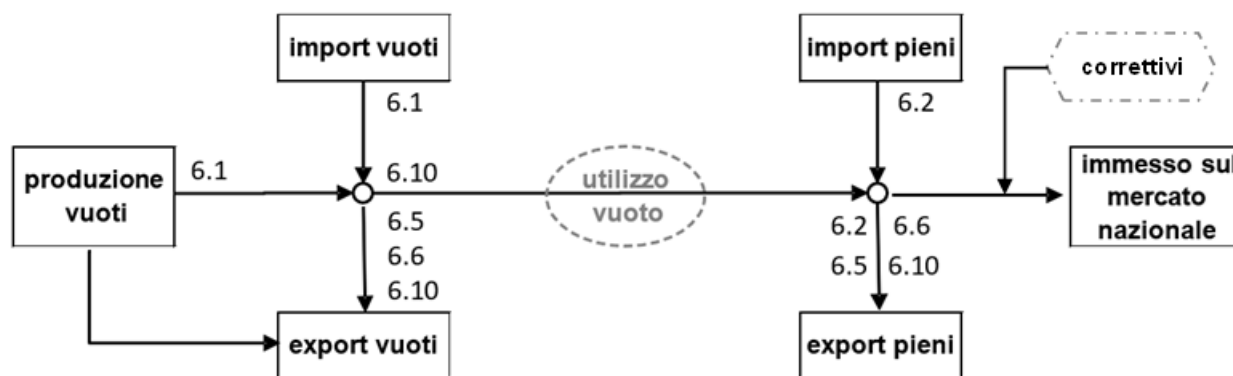 import vuoti
import pieni
correttivi
6.1
6.2
produzione
vuoti
6.1
6.10
utilizzo
vuoto
immesso sul
mercato
nazionale
6.5
6.6
6.10
6.2 6.6
6.5 6.10
export vuoti
export pieni